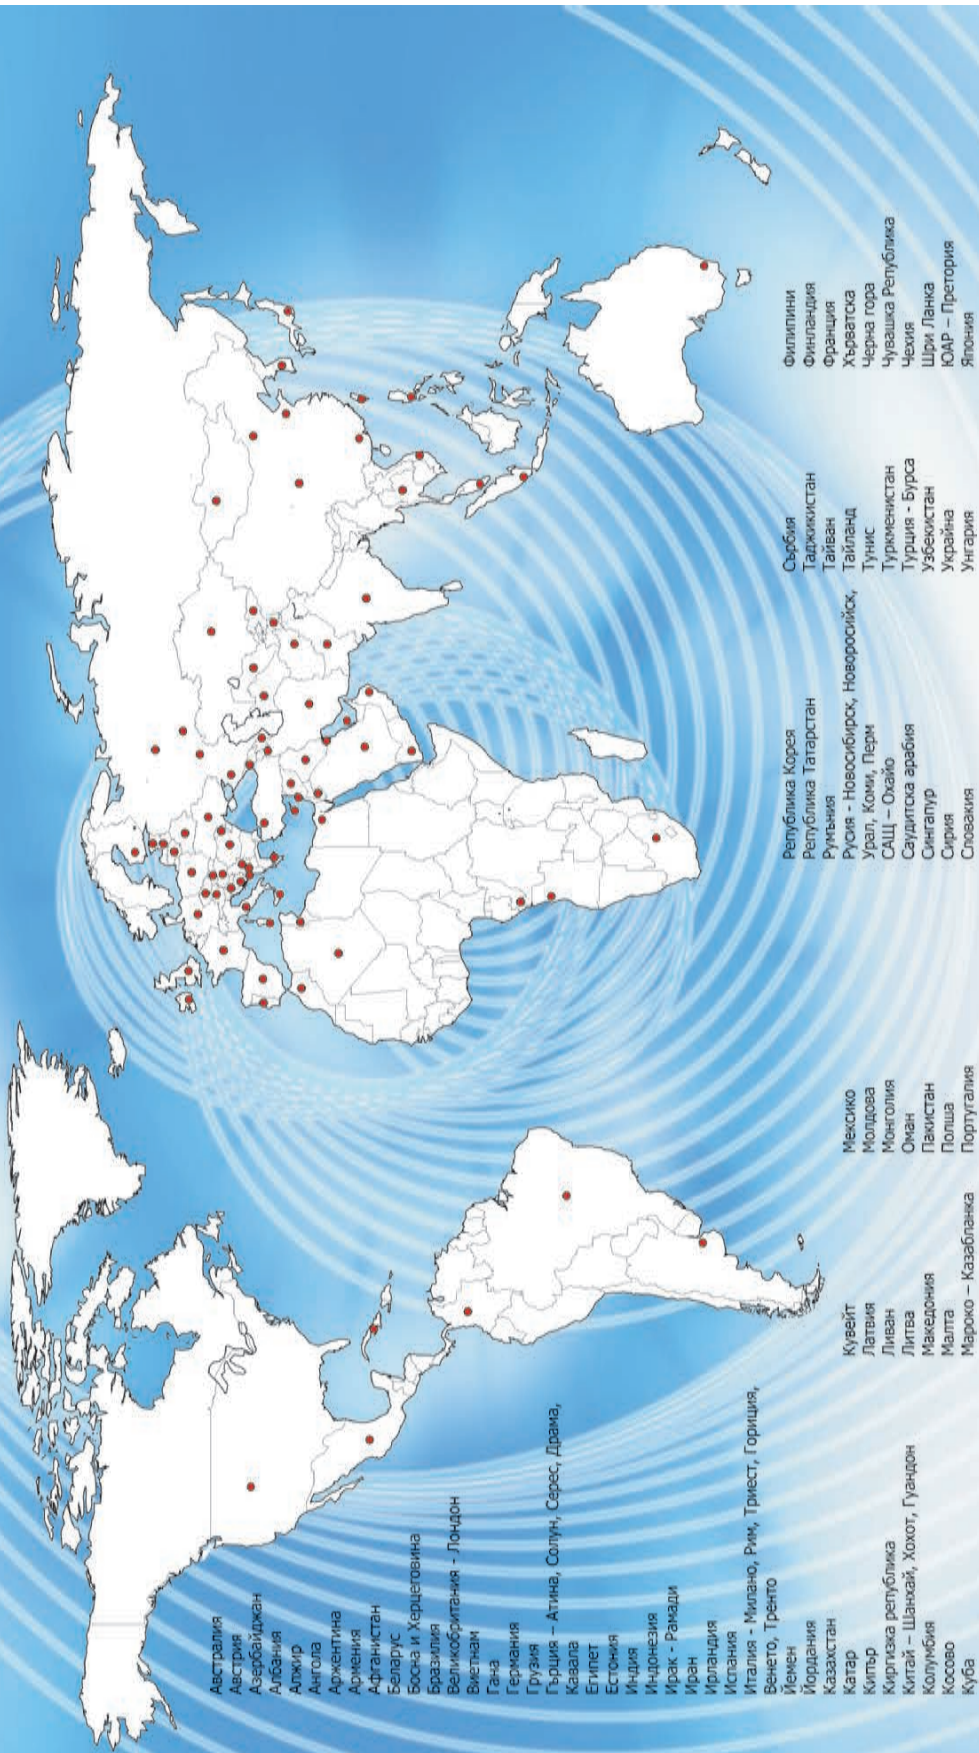 Австралия
Австрия
Азербайджан
Албания
Алжир
Ангола
Аржентина
Армения
Афганистан
Беларус
Босна и Херцеговина
Бразилия
Великобритания - Лондон
Виетнам
Гана
Германия
Грузия
Гърция – Атина, Солун, Серес, Драма,
Кавала
Египет
Естония
Индия
Индонезия
Ирак - Рамади
Иран
Ирландия
Испания
Италия - Милано, Рим, Триест, Гориция,
Венето, Тренто
Йемен
Йордания
Казахстан
Катар
Кипър
Киргизка република
Китай – Шанхай, Хохот, Гуандон
Колумбия
Косово
Куба
Кувейт
Латвия
Ливан
Литва
Македония
Малта
Мароко – Казабланка
Мексико
Молдова
Монголия
Оман
Пакистан
Полша
Португалия
Република Корея
Република Татарстан
Румъния
Русия - Новосибирск, Новоросийск,
Урал, Коми, Перм
САЩ – Охайо
Саудитска арабия
Сингапур
Сирия
Словакия
Сърбия
Таджикистан
Тайван
Тайланд
Тунис
Туркменистан
Турция - Бурса
Узбекистан
Украйна
Унгария
Филипини
Финландия
Франция
Хърватска
Черна гора
Чувашка Република
Чехия
Шри Ланка
ЮАР – Претория
Япония